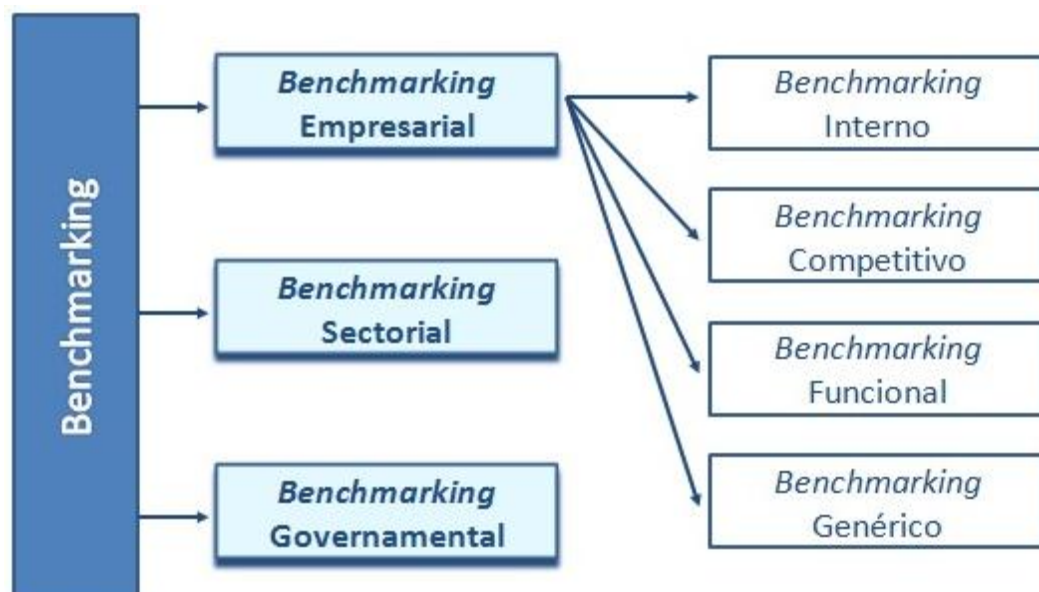 Benchmarking
Benchmarking
Empresarial
Benchmarking
Sectorial
Benchmarking
Governamental
Benchmarking
Interno
Benchmarking
Competitivo
Benchmarking
Funcional
Benchmarking
Genérico